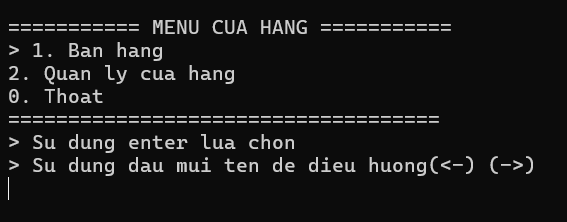 =========== MENU CUA HANG ===========
> 1. Ban hang
2. Quan ly cua hang
0. Thoat
====================================
> Su dung enter lua chon
> Su dung dau mui ten de dieu huong(<-) (->)